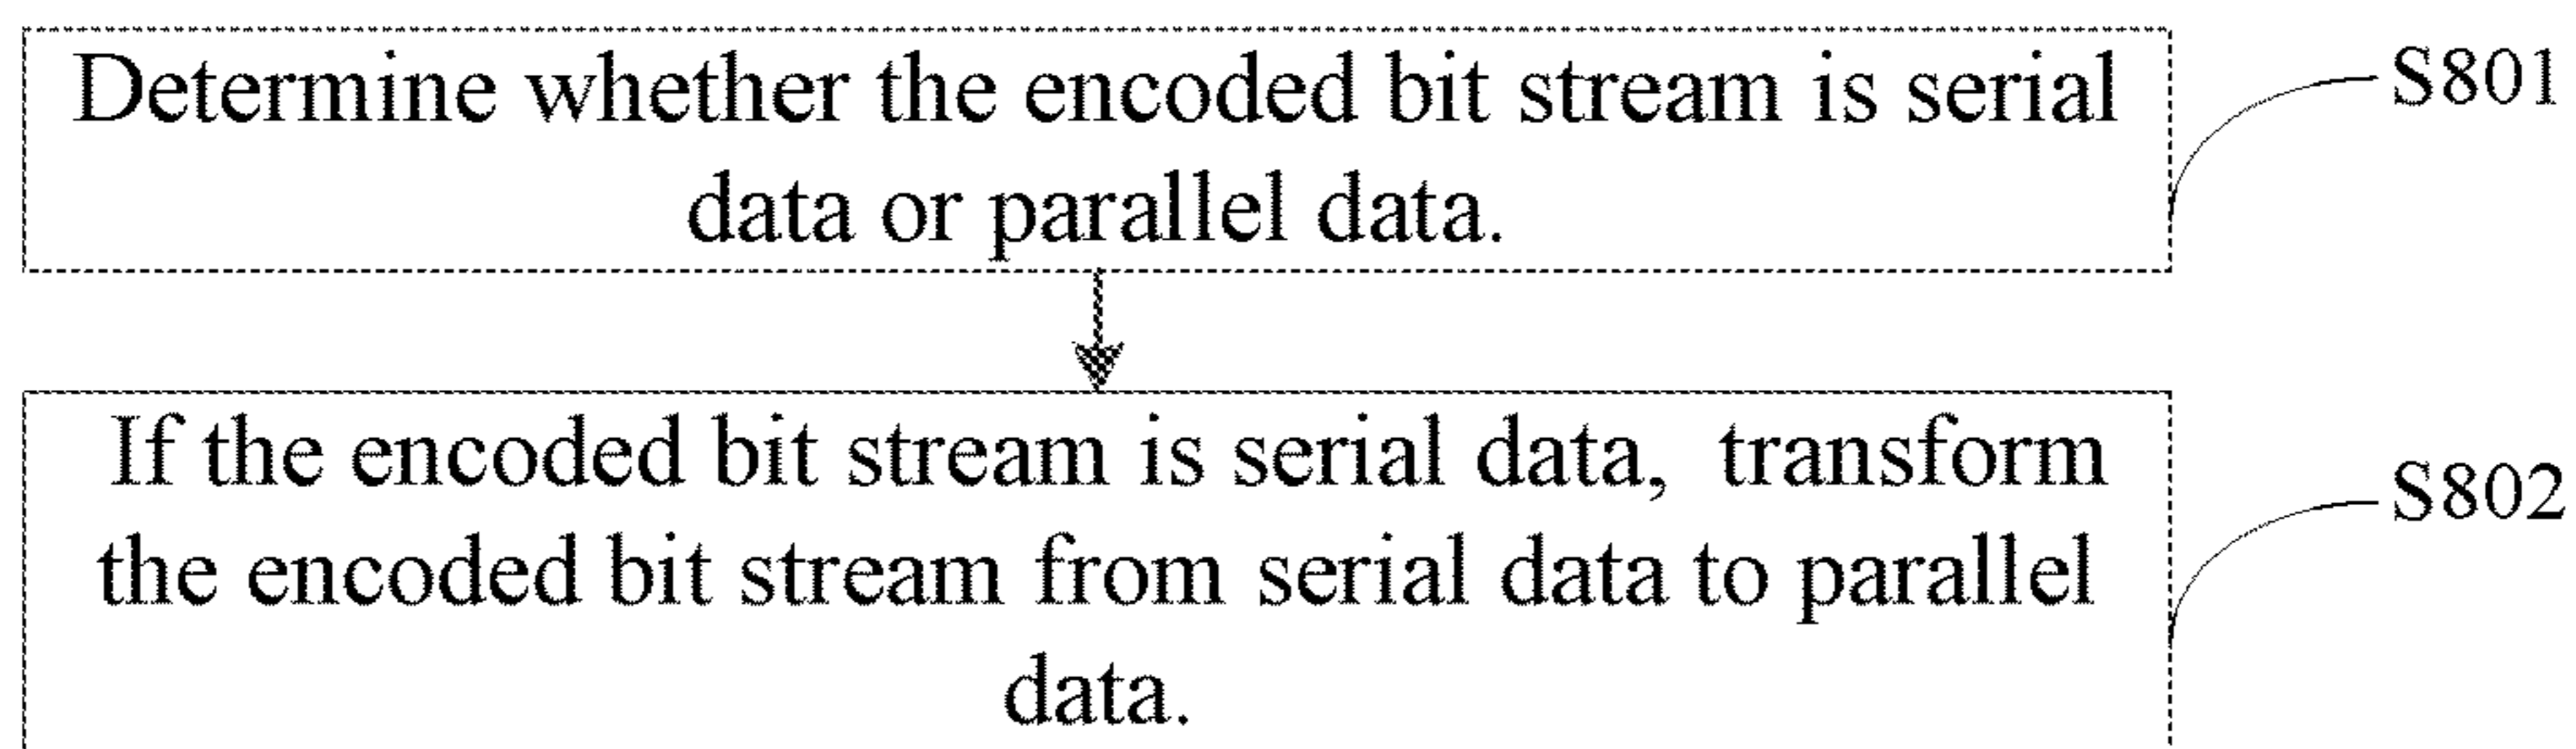 Determine whether the encoded bit stream is serial
data or parallel data.
S801
If the encoded bit stream is serial data, transform
the encoded bit stream from serial data to parallel
data.
S802